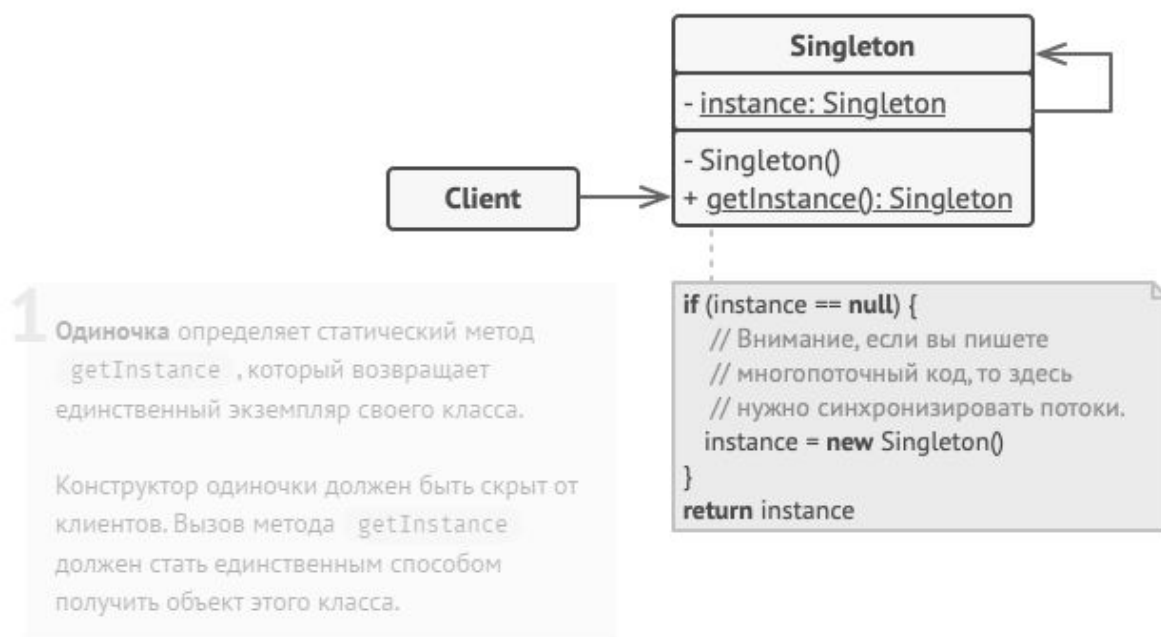 Singleton
- instance: Singleton
- Singleton()
+ getInstance(): Singleton
Client
1
Одиночка определяет статический метод
getInstance , который возвращает
единственный экземпляр своего класса.
Конструктор одиночки должен быть скрыт от
клиентов. Вызов метода getInstance
должен стать единственным способом
получить объект этого класса.
if (instance == null) {
// Внимание, если вы пишете
// многопоточный код, то здесь
// нужно синхронизировать потоки.
instance = new Singleton()
}
return instance